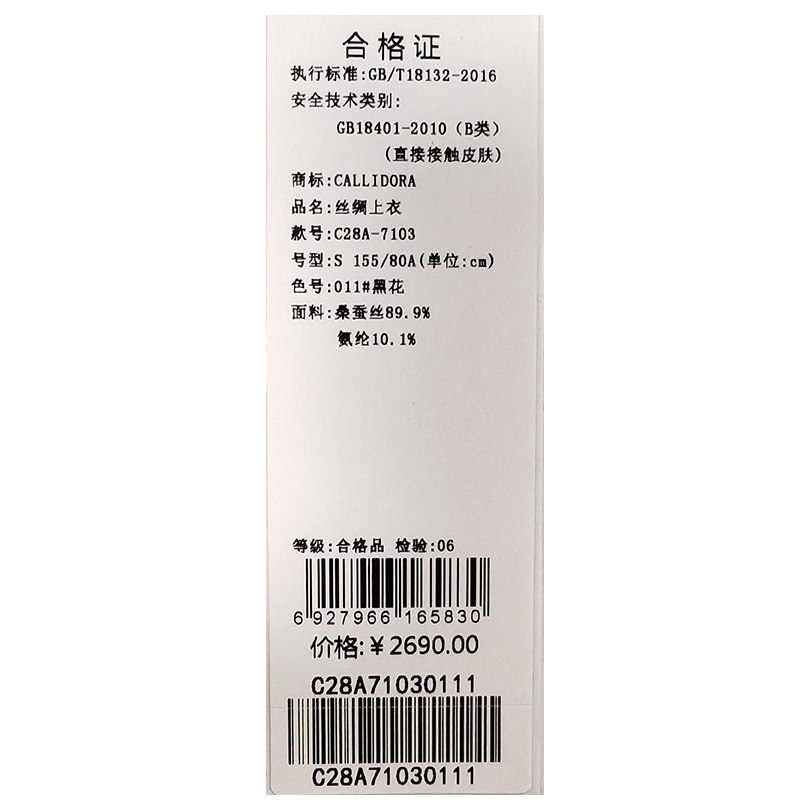 合格证
执行标准:GB/T18132-2016
安全技术类别:
GB18401-2010（B类）
(直接接触皮肤)
商标:CALLIDORA
品名:丝绸上衣
款号:C28A-7103
号型:S 155/80A(单位:cm)
色号:011#黑花
面料:桑蚕丝89.9%
氨纶10.1%
等级:合格品 检验:06
6 927966 165830
价格:¥2690.00
C28A71030111
C28A71030111